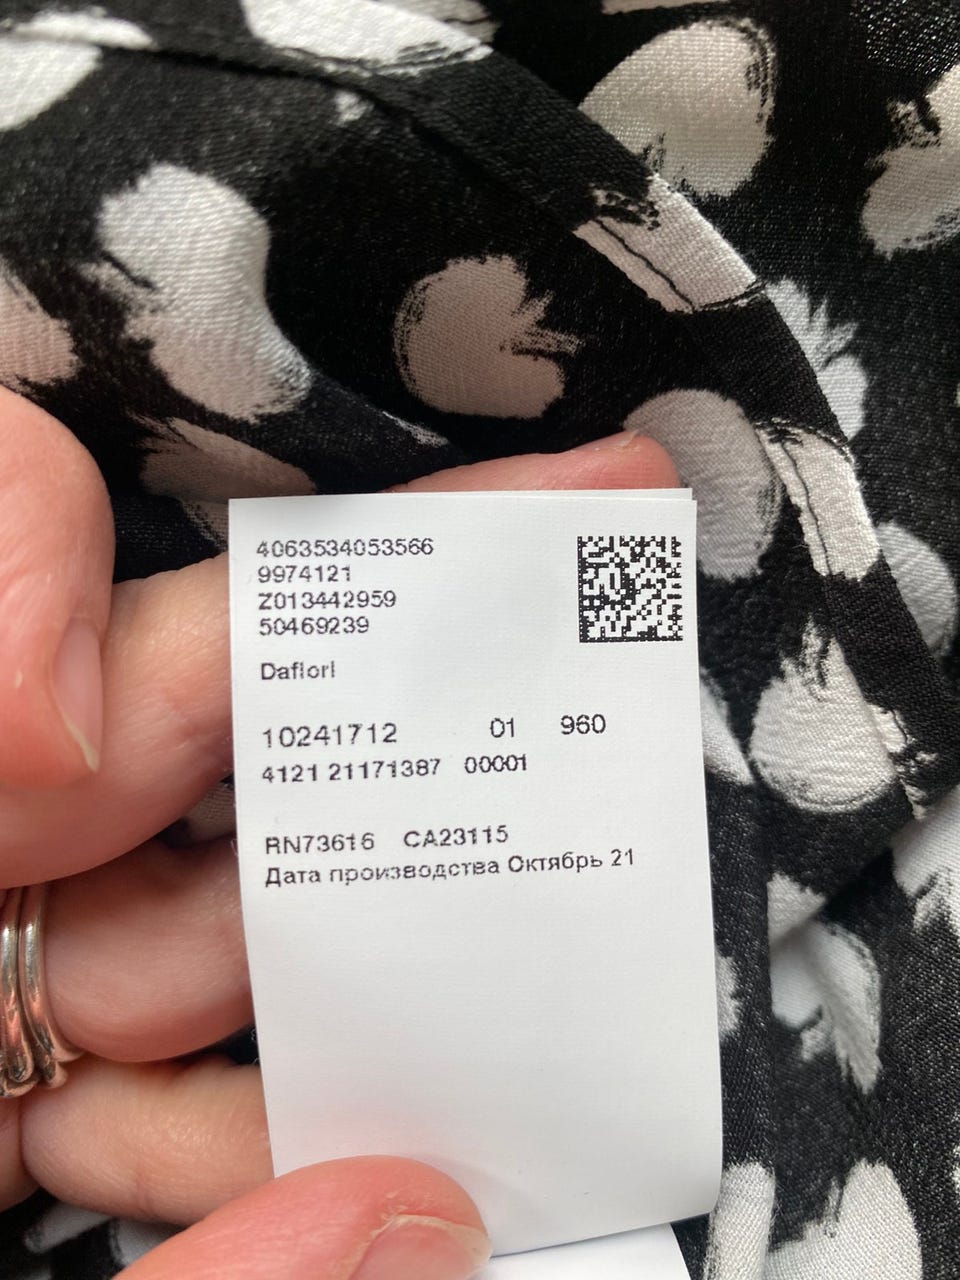 4063534053566
9974121
Z013442959
50469239
Dafiori
10241712 01 960
4121 21171387 00001
RN73616 CA23115
Дата производства Октябрь 21